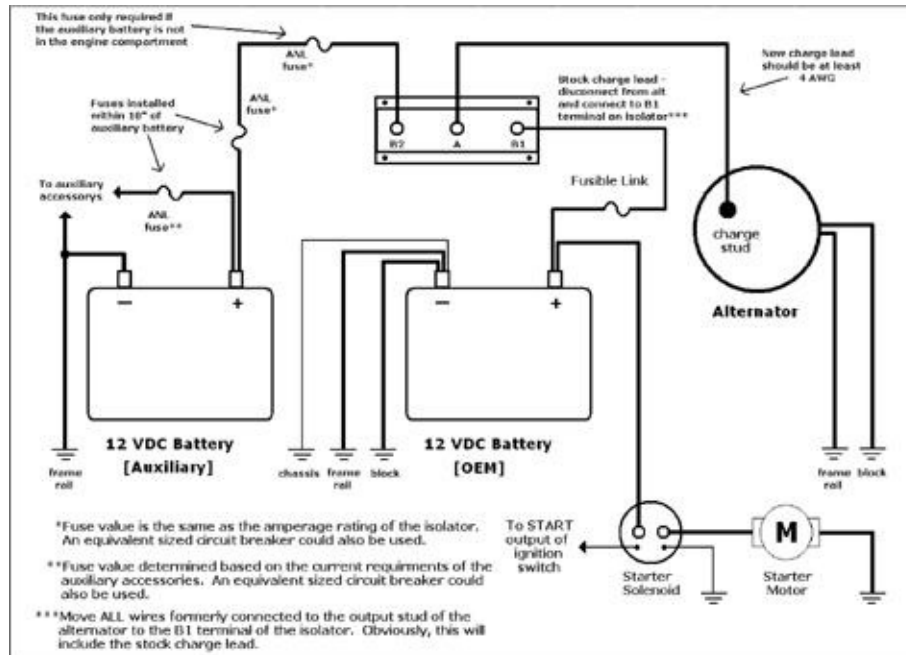 This fuse only required if
the auxiliary battery is not
in the engine compartment
ANL
fuse*
New charge lead
should be at least
4 AWG
Stock charge lead -
disconnect from alt
and connect to B1
terminal on isolator***
ANL
fuse*
Fuses installed
within 18" of
auxiliary battery
B2
A
B1
To auxiliary
accessorys
ANL
fuse**
Fusible Link
charge
stud
Alternator
−
+
−
+
12 VDC Battery
[Auxiliary]
12 VDC Battery
[OEM]
frame
rail
chassis
frame
rail
block
frame
rail
block
*Fuse value is the same as the amperage rating of the isolator.
An equivalent sized circuit breaker could also be used.
**Fuse value determined based on the current requirments of the
auxiliary accessories. An equivalent sized circuit breaker could
also be used.
***Move ALL wires formerly connected to the output stud of the
alternator to the B1 terminal of the isolator. Obviously, this will
include the stock charge lead.
To START
output of
ignition
switch
Starter
Solenoid
M
Starter
Motor